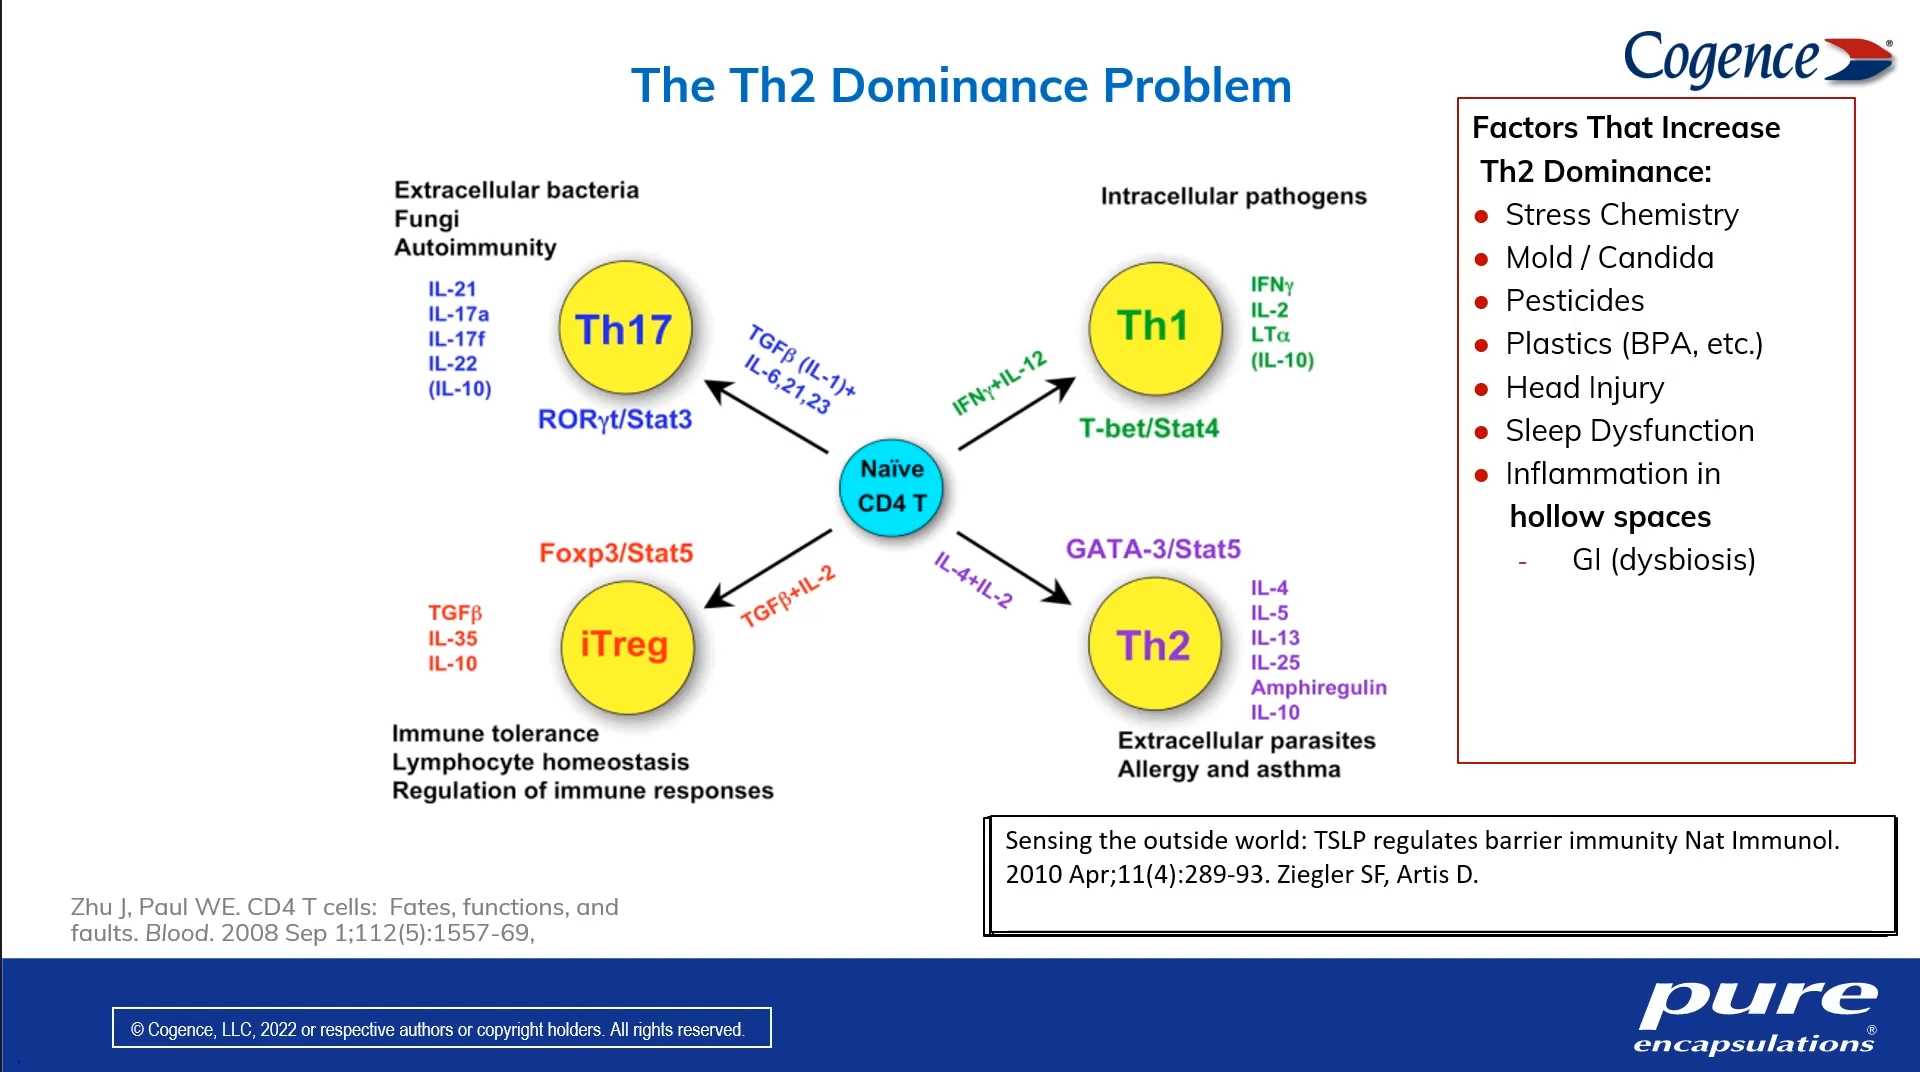 The Th2 Dominance Problem
Cogence®
Extracellular bacteria
Fungi
Autoimmunity
IL-21
IL-17a
IL-17f
IL-22
(IL-10)
Th17
RORγt/Stat3
TGFβ (IL-1)+
IL-6,21,23
Intracellular pathogens
Th1
IFNγ
IL-2
LTα
(IL-10)
T-bet/Stat4
IFNγ+IL-12
Naïve
CD4 T
Foxp3/Stat5
iTreg
TGFβ
IL-35
IL-10
TGFβ+IL-2
Immune tolerance
Lymphocyte homeostasis
Regulation of immune responses
IL-4+IL-2
GATA-3/Stat5
Th2
IL-4
IL-5
IL-13
IL-25
Amphiregulin
IL-10
Extracellular parasites
Allergy and asthma
Factors That Increase
Th2 Dominance:
● Stress Chemistry
● Mold / Candida
● Pesticides
● Plastics (BPA, etc.)
● Head Injury
● Sleep Dysfunction
● Inflammation in
hollow spaces
- GI (dysbiosis)
Sensing the outside world: TSLP regulates barrier immunity Nat Immunol.
2010 Apr;11(4):289-93. Ziegler SF, Artis D.
Zhu J, Paul WE. CD4 T cells: Fates, functions, and
faults. Blood. 2008 Sep 1;112(5):1557-69,
© Cogence, LLC, 2022 or respective authors or copyright holders. All rights reserved.
pure
encapsulations®